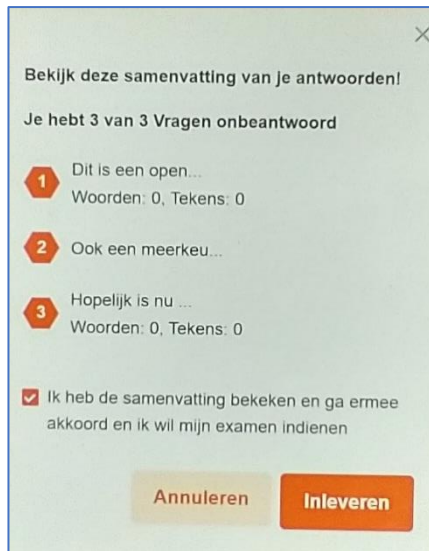 Bekijk deze samenvatting van je antwoorden!
Je hebt 3 van 3 Vragen onbeantwoord
1
Dit is een open...
Woorden: 0, Tekens: 0
2
Ook een meerkeu...
3
Hopelijk is nu ...
Woorden: 0, Tekens: 0
Ik heb de samenvatting bekeken en ga ermee
akkoord en ik wil mijn examen indienen
Annuleren
Inleveren